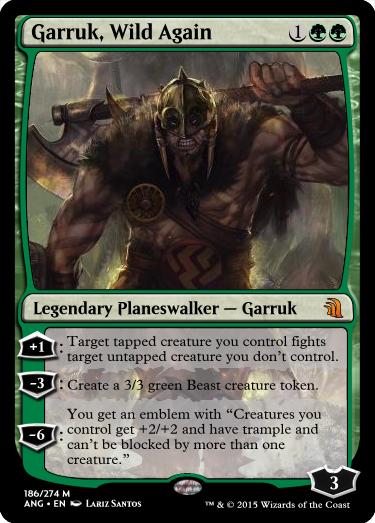 Garruk, Wild Again 1
Legendary Planeswalker — Garruk
+1 : Target tapped creature you control fights
target untapped creature you don't control.
-3 : Create a 3/3 green Beast creature token.
You get an emblem with “Creatures you
control get +2/+2 and have trample and
-6 : can't be blocked by more than one
creature.”
186/274 M
ANG • EN Lariz Santos
3
™ & © 2015 Wizards of the Coast